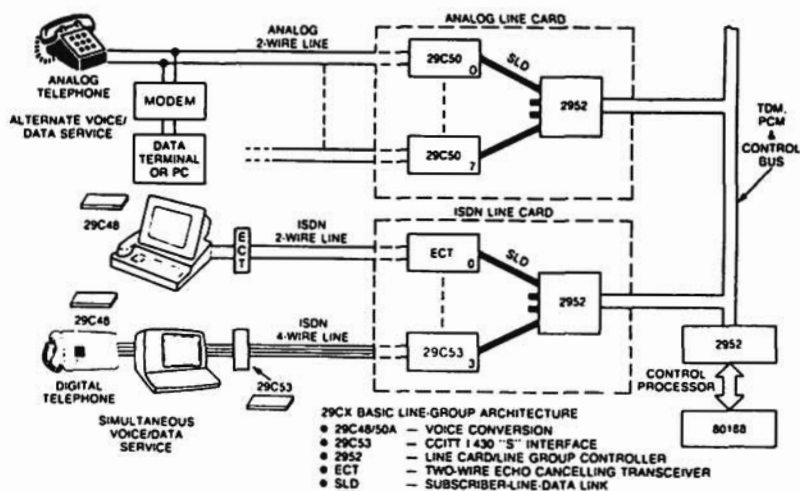 ANALOG TELEPHONE
ALTERNATE VOICE/
DATA SERVICE
MODEM
DATA
TERMINAL
OR PC
ANALOG
2-WIRE LINE
ANALOG LINE CARD
29C50
0
29C50
7
SLD
2952
TDM,
PCM
&
CONTROL
BUS
29C48
ECT
ISDN
2-WIRE LINE
ISDN LINE CARD
ECT
0
SLD
2952
29C48
DIGITAL
TELEPHONE
SIMULTANEOUS
VOICE/DATA
SERVICE
ISDN
4-WIRE LINE
29C53
29C53
3
2952
CONTROL
PROCESSOR
80188
29CX BASIC LINE-GROUP ARCHITECTURE
● 29C48/50A — VOICE CONVERSION
● 29C53 — CCITT I 430 "S" INTERFACE
● 2952 — LINE CARD/LINE GROUP CONTROLLER
● ECT — TWO-WIRE ECHO CANCELLING TRANSCEIVER
● SLD — SUBSCRIBER-LINE-DATA LINK